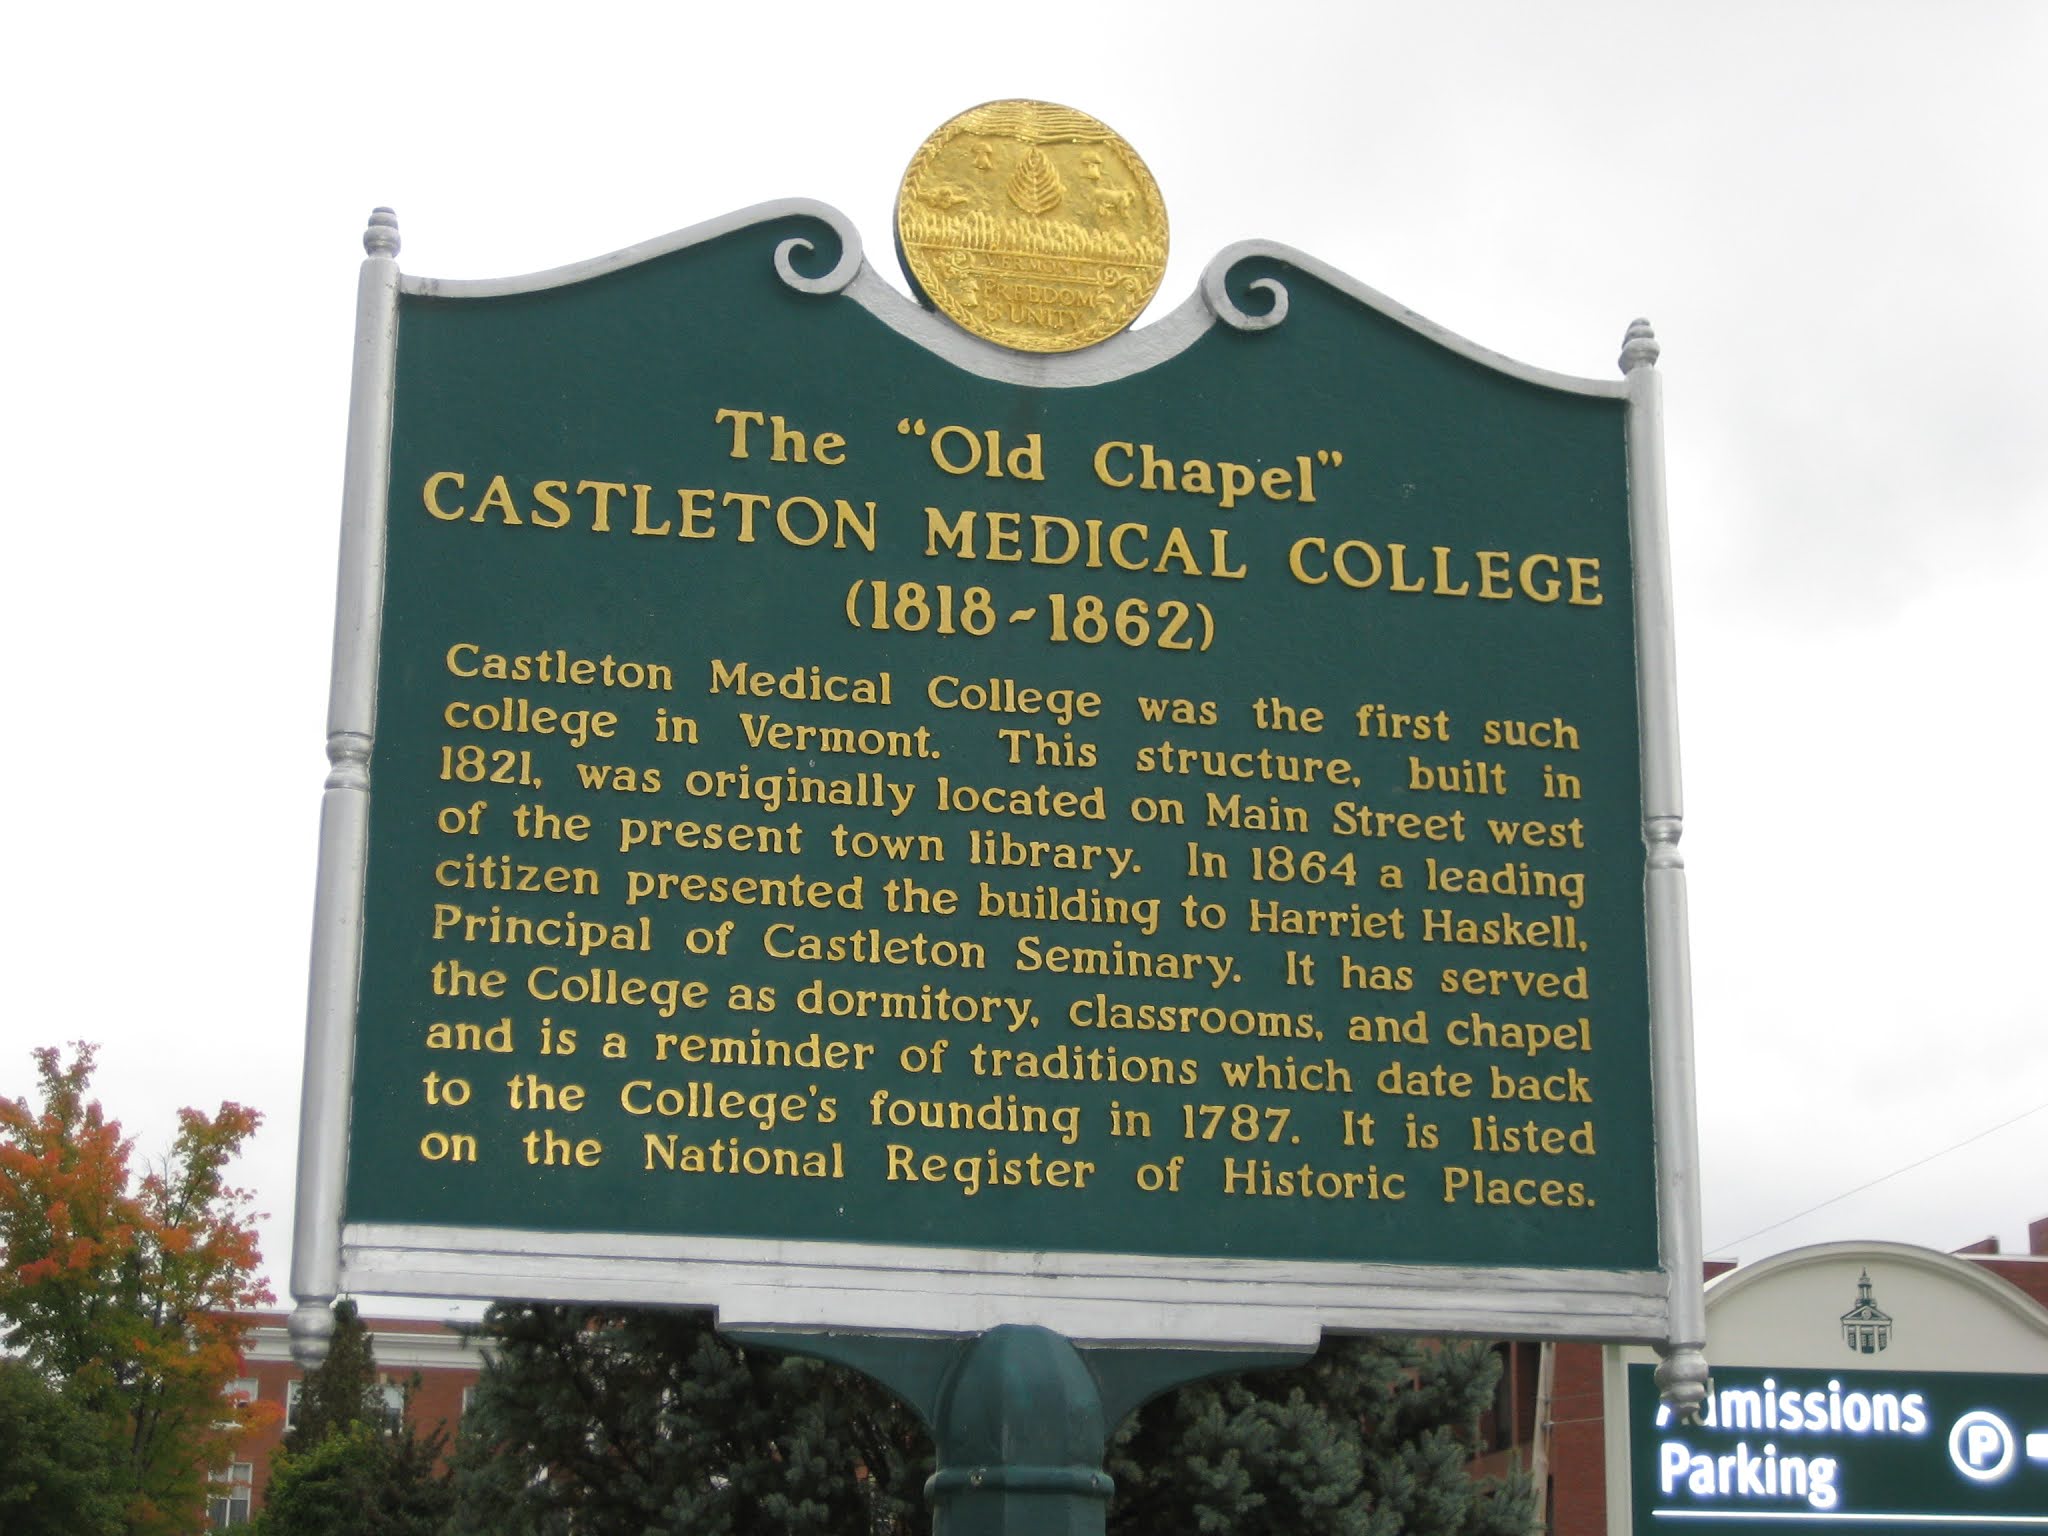 VERMONT
FREEDOM
& UNITY
The “Old Chapel”
CASTLETON MEDICAL COLLEGE
(1818~1862)
Castleton Medical College was the first such
college in Vermont. This structure, built in
1821, was originally located on Main Street west
of the present town library. In 1864 a leading
citizen presented the building to Harriet Haskell,
Principal of Castleton Seminary. It has served
the College as dormitory, classrooms, and chapel
and is a reminder of traditions which date back
to the College's founding in 1787. It is listed
on the National Register of Historic Places.
Admissions
Parking
P